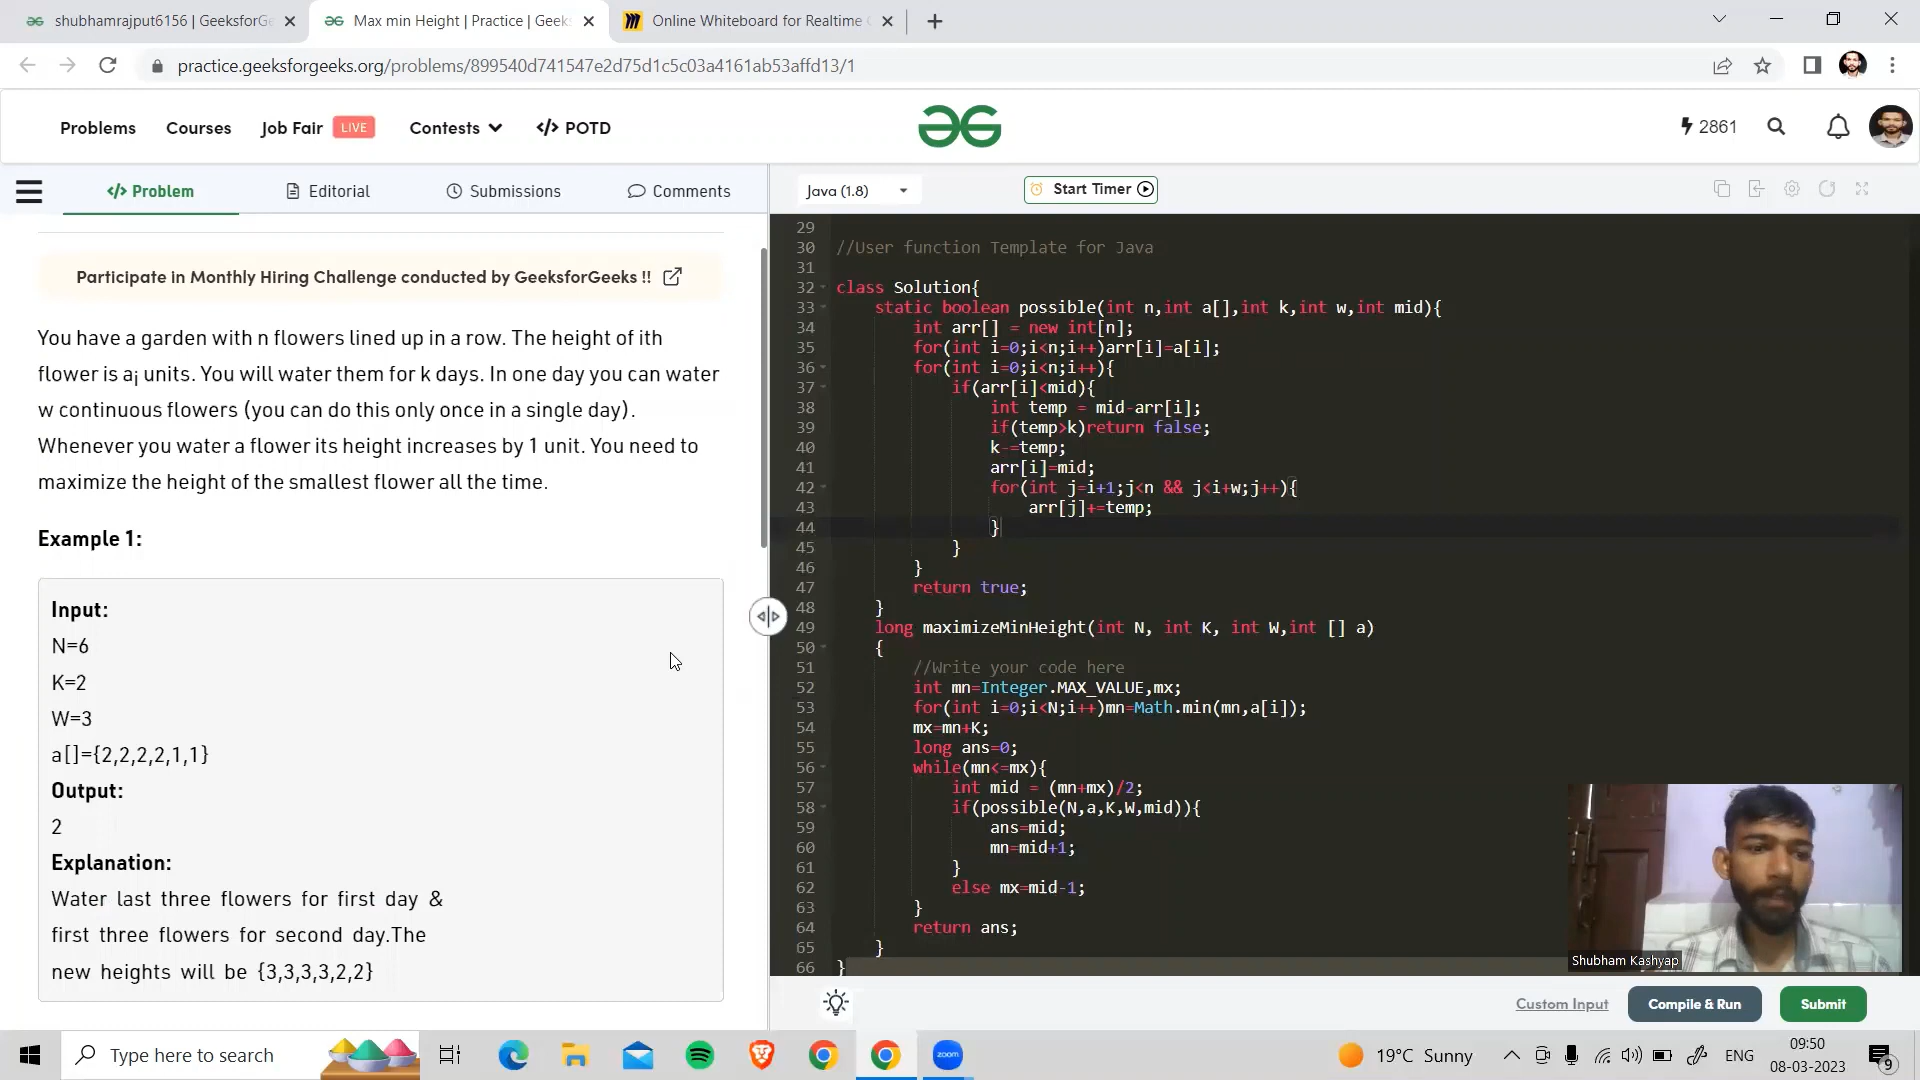 shubhamrajput6156 | GeeksforGe
Max min Height | Practice | Geeks
Online Whiteboard for Realtime C
practice.geeksforgeeks.org/problems/899540d741547e2d75d1c5c03a4161ab53affd13/1
Problems
Courses
Job Fair LIVE
Contests
</> POTD
2861
</> Problem
Editorial
Submissions
Comments
Java (1.8)
Start Timer
Participate in Monthly Hiring Challenge conducted by GeeksforGeeks !!
You have a garden with n flowers lined up in a row. The height of ith
flower is ai units. You will water them for k days. In one day you can water
w continuous flowers (you can do this only once in a single day).
Whenever you water a flower its height increases by 1 unit. You need to
maximize the height of the smallest flower all the time.
Example 1:
Input:
N=6
K=2
W=3
a[]={2,2,2,2,1,1}
Output:
2
Explanation:
Water last three flowers for first day &
first three flowers for second day.The
new heights will be {3,3,3,3,2,2}
29
30 //User function Template for Java
31
32 class Solution{
33 static boolean possible(int n,int a[],int k,int w,int mid){
34 int arr[] = new int[n];
35 for(int i=0;i<n;i++)arr[i]=a[i];
36 for(int i=0;i<n;i++){
37 if(arr[i]<mid){
38 int temp = mid-arr[i];
39 if(temp>k)return false;
40 k-=temp;
41 arr[i]=mid;
42 for(int j=i+1;j<n && j<i+w;j++){
43 arr[j]+=temp;
44 }
45 }
46 }
47 return true;
48 }
49 long maximizeMinHeight(int N, int K, int W,int [] a)
50 {
51 //Write your code here
52 int mn=Integer.MAX_VALUE,mx;
53 for(int i=0;i<N;i++)mn=Math.min(mn,a[i]);
54 mx=mn+K;
55 long ans=0;
56 while(mn<=mx){
57 int mid = (mn+mx)/2;
58 if(possible(N,a,K,W,mid)){
59 ans=mid;
60 mn=mid+1;
61 }
62 else mx=mid-1;
63 }
64 return ans;
65 }
66 }
Shubham Kashyap
Custom Input
Compile & Run
Submit
Type here to search
zoom
19°C Sunny
ENG
09:50
08-03-2023
9